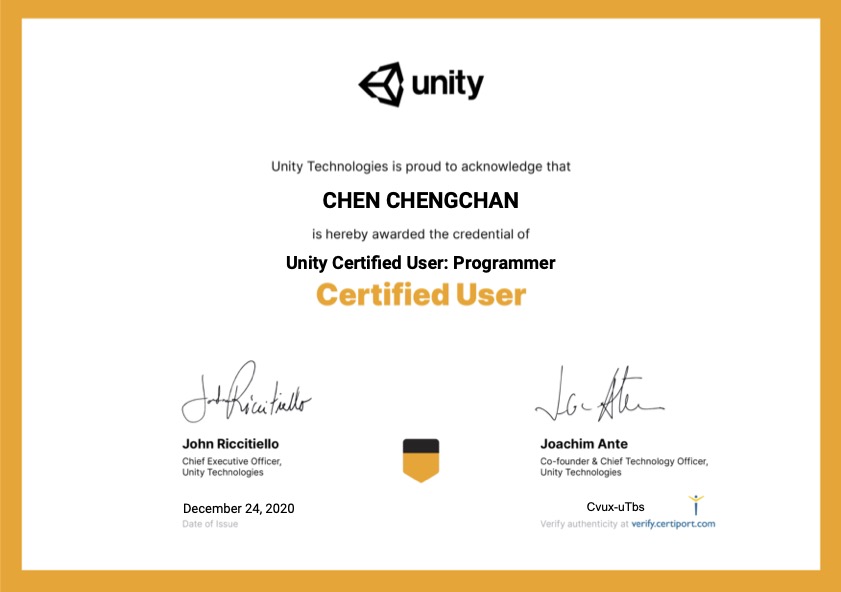 unity
Unity Technologies is proud to acknowledge that
CHEN CHENGCHAN
is hereby awarded the credential of
Unity Certified User: Programmer
Certified User
John Riccitiello
John Riccitiello
Chief Executive Officer,
Unity Technologies
December 24, 2020
Date of Issue
Joachim Ante
Co-founder & Chief Technology Officer,
Unity Technologies
Cvux-uTbs
Verify authenticity at verify.certiport.com